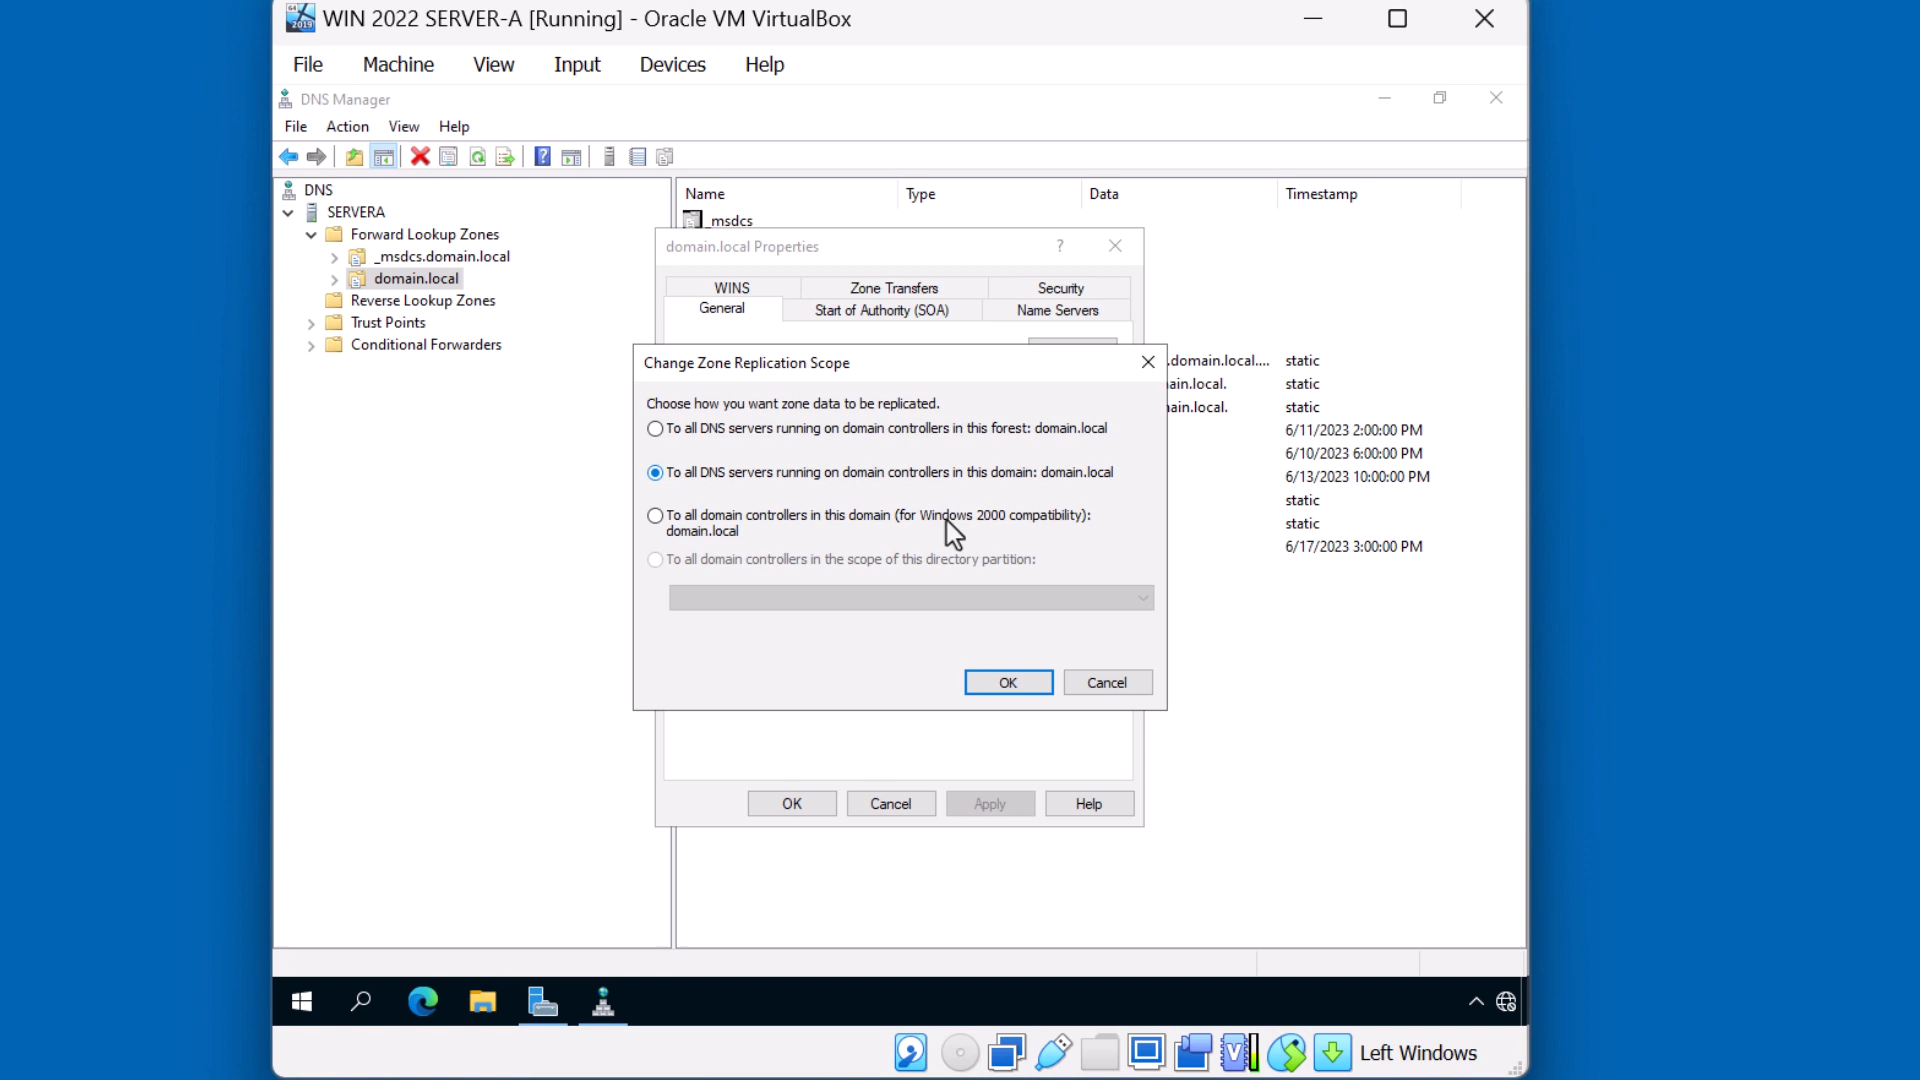 WIN 2022 SERVER-A [Running] - Oracle VM VirtualBox
File Machine View Input Devices Help
DNS Manager
File Action View Help
DNS
SERVERA
Forward Lookup Zones
_msdcs.domain.local
domain.local
Reverse Lookup Zones
Trust Points
Conditional Forwarders
Name Type Data Timestamp
_msdcs
domain.local Properties
WINS Zone Transfers Security
General Start of Authority (SOA) Name Servers
Change Zone Replication Scope
Choose how you want zone data to be replicated.
To all DNS servers running on domain controllers in this forest: domain.local
To all DNS servers running on domain controllers in this domain: domain.local
To all domain controllers in this domain (for Windows 2000 compatibility):
domain.local
To all domain controllers in the scope of this directory partition:
OK Cancel
.domain.local.... static
ain.local. static
ain.local. static
6/11/2023 2:00:00 PM
6/10/2023 6:00:00 PM
6/13/2023 10:00:00 PM
static
static
6/17/2023 3:00:00 PM
OK Cancel Apply Help
Left Windows